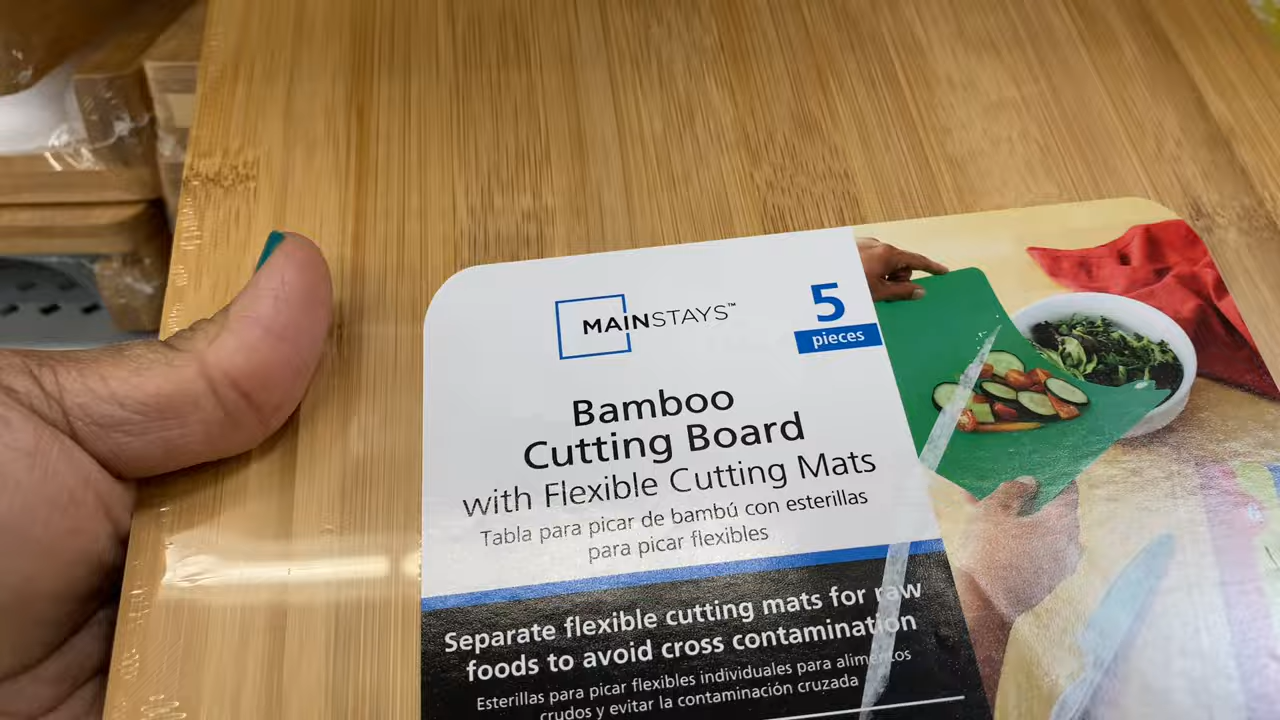 MAINSTAYS™
5
pieces
Bamboo
Cutting Board
with Flexible Cutting Mats
Tabla para picar de bambú con esterillas
para picar flexibles
Separate flexible cutting mats for raw
foods to avoid cross contamination
Esterillas para picar flexibles individuales para alimentos
crudos y evitar la contaminación cruzada